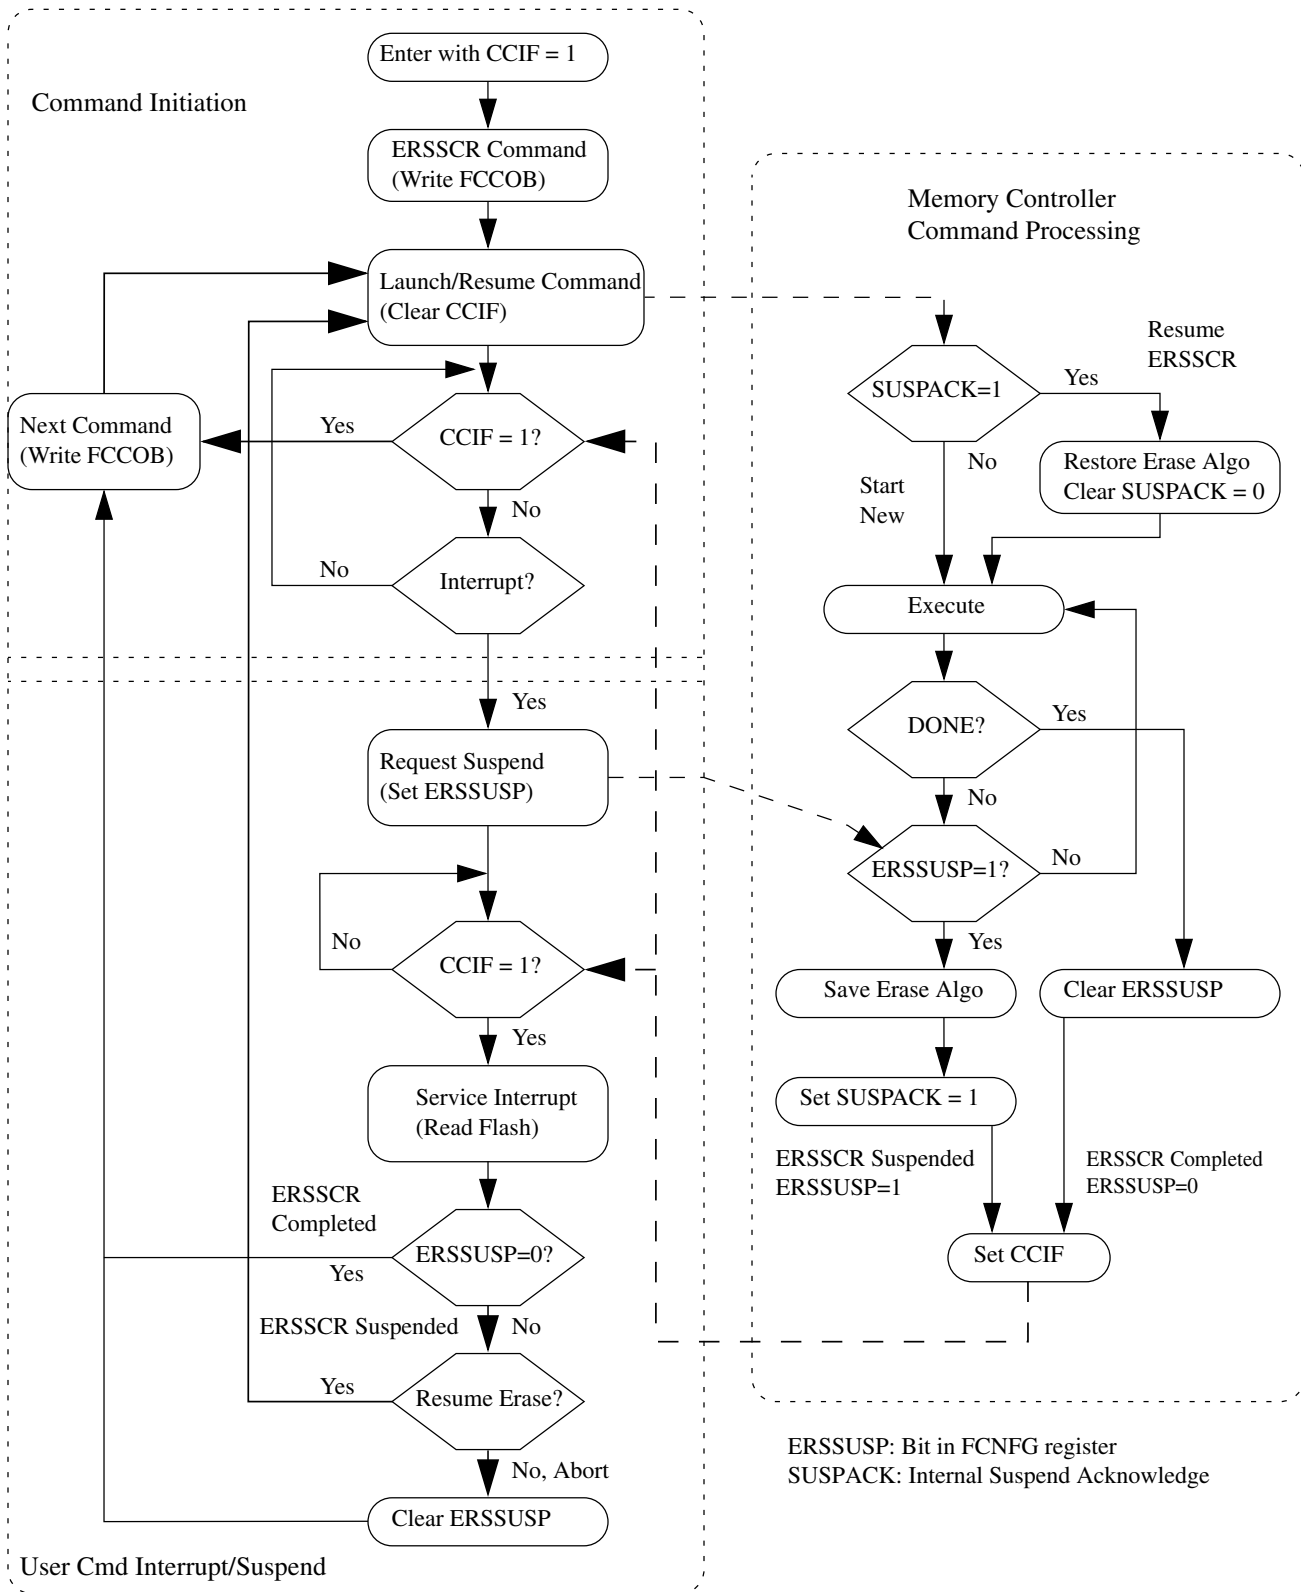 Enter with CCIF = 1
Command Initiation
ERSSCR Command
(Write FCCOB)
Memory Controller
Command Processing
Launch/Resume Command
(Clear CCIF)
Resume
ERSSCR
SUSPACK=1
Yes
No
Next Command
(Write FCCOB)
Yes
CCIF = 1?
No
Restore Erase Algo
Clear SUSPACK = 0
Start
New
No
Interrupt?
Execute
Yes
DONE?
Yes
No
Request Suspend
(Set ERSSUSP)
ERSSUSP=1?
No
Yes
No
CCIF = 1?
Yes
Save Erase Algo
Clear ERSSUSP
Service Interrupt
(Read Flash)
Set SUSPACK = 1
ERSSCR Suspended
ERSSUSP=1
ERSSCR Completed
ERSSUSP=0
ERSSCR
Completed
ERSSUSP=0?
Yes
Set CCIF
ERSSCR Suspended
No
Yes
Resume Erase?
No, Abort
Clear ERSSUSP
ERSSUSP: Bit in FCNFG register
SUSPACK: Internal Suspend Acknowledge
User Cmd Interrupt/Suspend